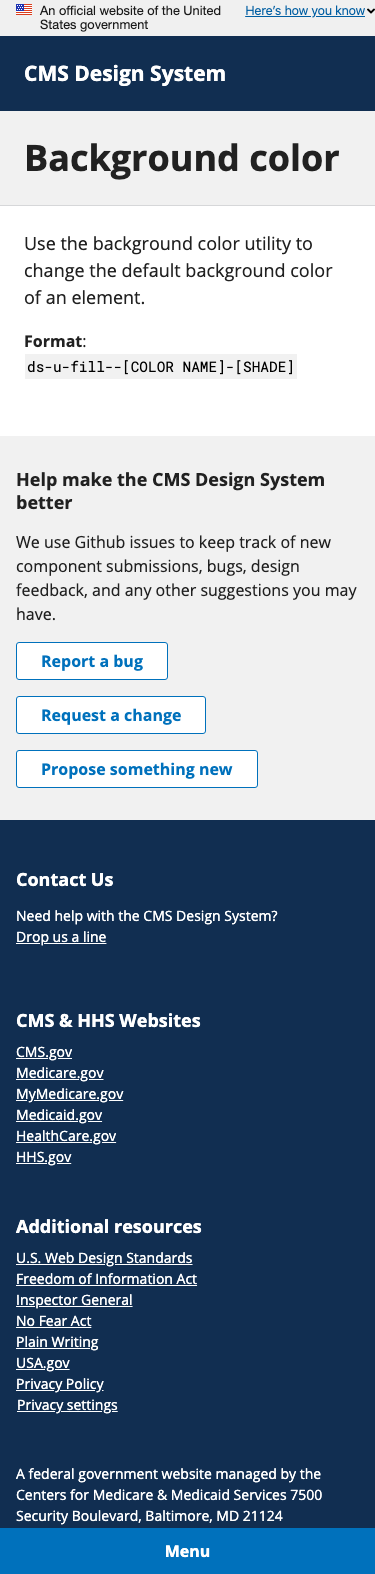 An official website of the United
States government
Here's how you know
CMS Design System
Background color
Use the background color utility to
change the default background color
of an element.
Format:
ds-u-fill--[COLOR NAME]-[SHADE]
Help make the CMS Design System
better
We use Github issues to keep track of new
component submissions, bugs, design
feedback, and any other suggestions you may
have.
Report a bug
Request a change
Propose something new
Contact Us
Need help with the CMS Design System?
Drop us a line
CMS & HHS Websites
CMS.gov
Medicare.gov
MyMedicare.gov
Medicaid.gov
HealthCare.gov
HHS.gov
Additional resources
U.S. Web Design Standards
Freedom of Information Act
Inspector General
No Fear Act
Plain Writing
USA.gov
Privacy Policy
Privacy settings
A federal government website managed by the
Centers for Medicare & Medicaid Services 7500
Security Boulevard, Baltimore, MD 21124
Menu